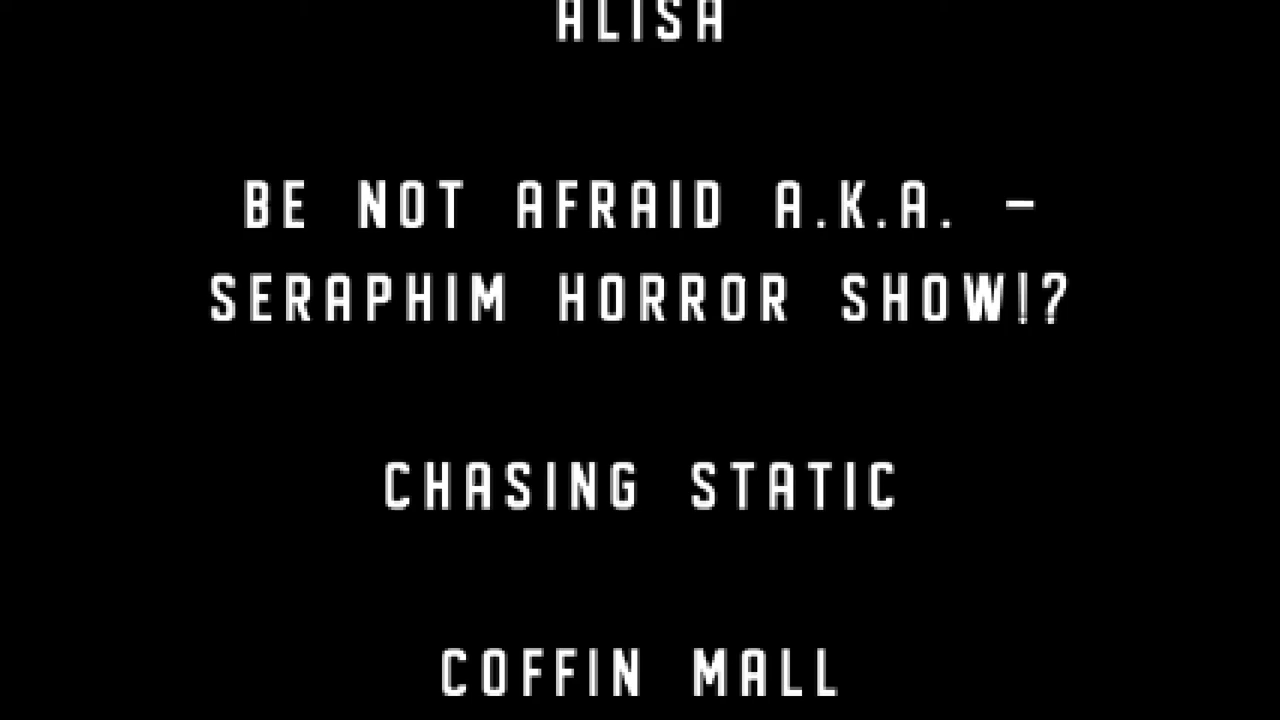 ALISA
BE NOT AFRAID A.K.A. –
SERAPHIM HORROR SHOW!?
CHASING STATIC
COFFIN MALL